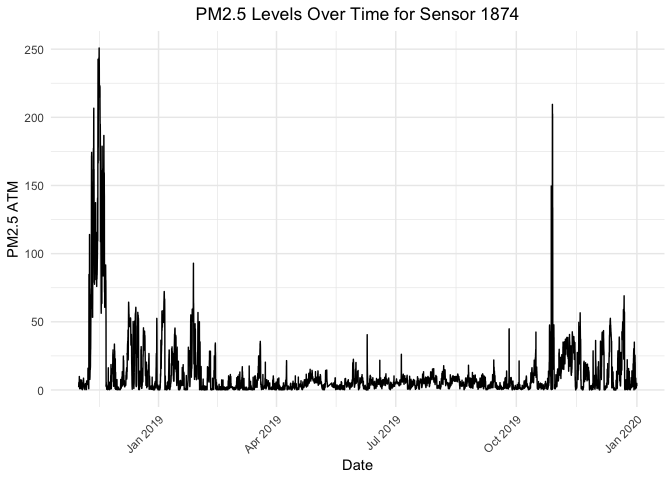 PM2.5 Levels Over Time for Sensor 1874
250
200
150
100
50
0
PM2.5 ATM
Jan 2019
Apr 2019
Jul 2019
Oct 2019
Jan 2020
Date